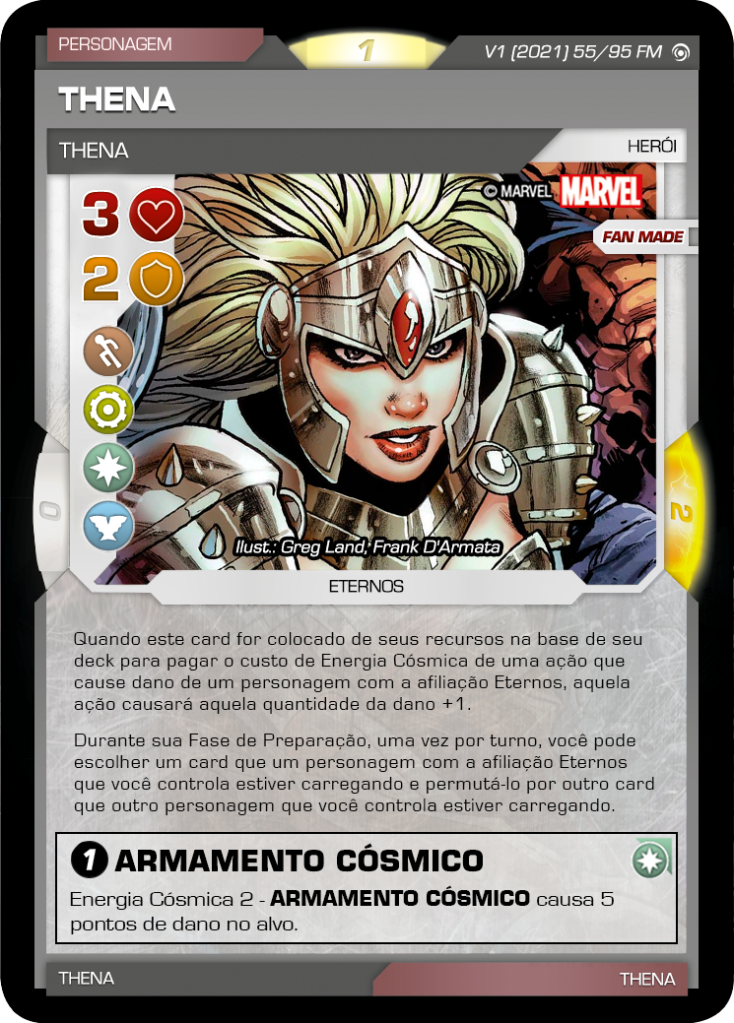 PERSONAGEM
1
V1 (2021) 55/95 FM
THENA
THENA
HERÓI
© MARVEL MARVEL
3
FAN MADE
2
0
2
Ilust.: Greg Land, Frank D'Armata
ETERNOS
Quando este card for colocado de seus recursos na base de seu
deck para pagar o custo de Energia Cósmica de uma ação que
cause dano de um personagem com a afiliação Eternos, aquela
ação causará aquela quantidade da dano +1.
Durante sua Fase de Preparação, uma vez por turno, você pode
escolher um card que um personagem com a afiliação Eternos
que você controla estiver carregando e permutá-lo por outro card
que outro personagem que você controla estiver carregando.
1 ARMAMENTO CÓSMICO
Energia Cósmica 2 - ARMAMENTO CÓSMICO causa 5
pontos de dano no alvo.
THENA
THENA